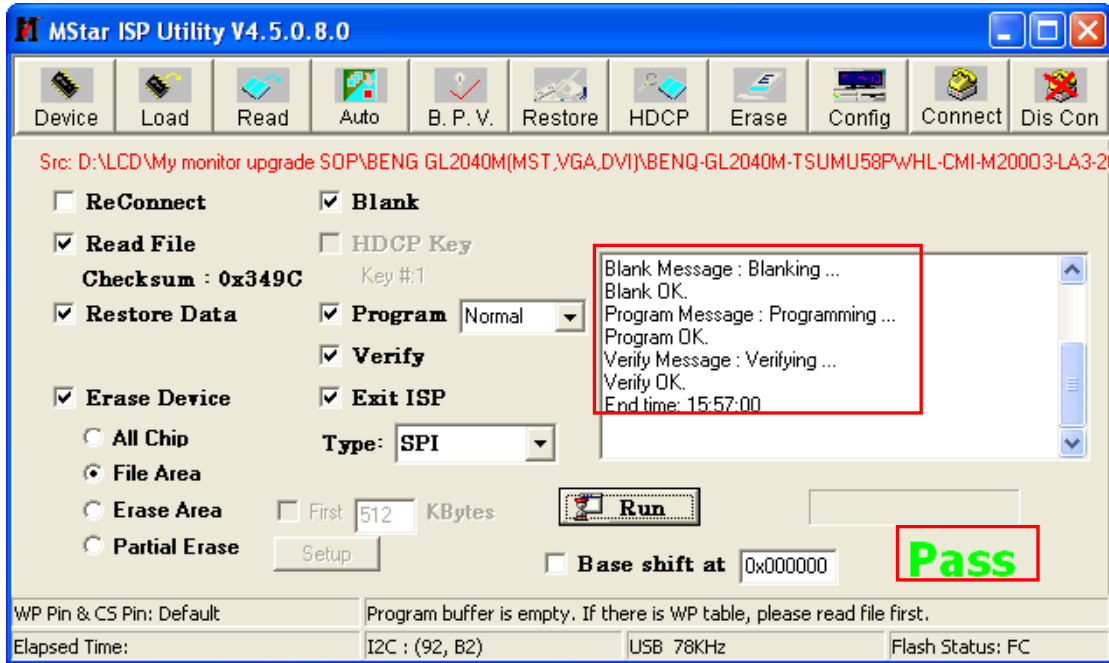 MStar ISP Utility V4.5.0.8.0
Device Load Read Auto B. P. V. Restore HDCP Erase Config Connect Dis Con
Src: D:\LCD\My monitor upgrade SOP\BENG GL2040M(MST,VGA,DVI)\BENQ-GL2040M-TSUMU58PWHL-CMI-M200O3-LA3-2
ReConnect
Blank
Read File
HDCP Key
Checksum : 0x349C
Key #:1
Restore Data
Program Normal
Verify
Erase Device
Exit ISP
All Chip
Type: SPI
File Area
Erase Area
First 512 KBytes
Partial Erase
Setup
Blank Message : Blanking ...
Blank OK.
Program Message : Programming ...
Program OK.
Verify Message : Verifying ...
Verify OK.
End time: 15:57:00
Run
Base shift at 0x000000
Pass
WP Pin & CS Pin: Default
Program buffer is empty. If there is WP table, please read file first.
Elapsed Time:
I2C : (92, B2)
USB 78KHz
Flash Status: FC